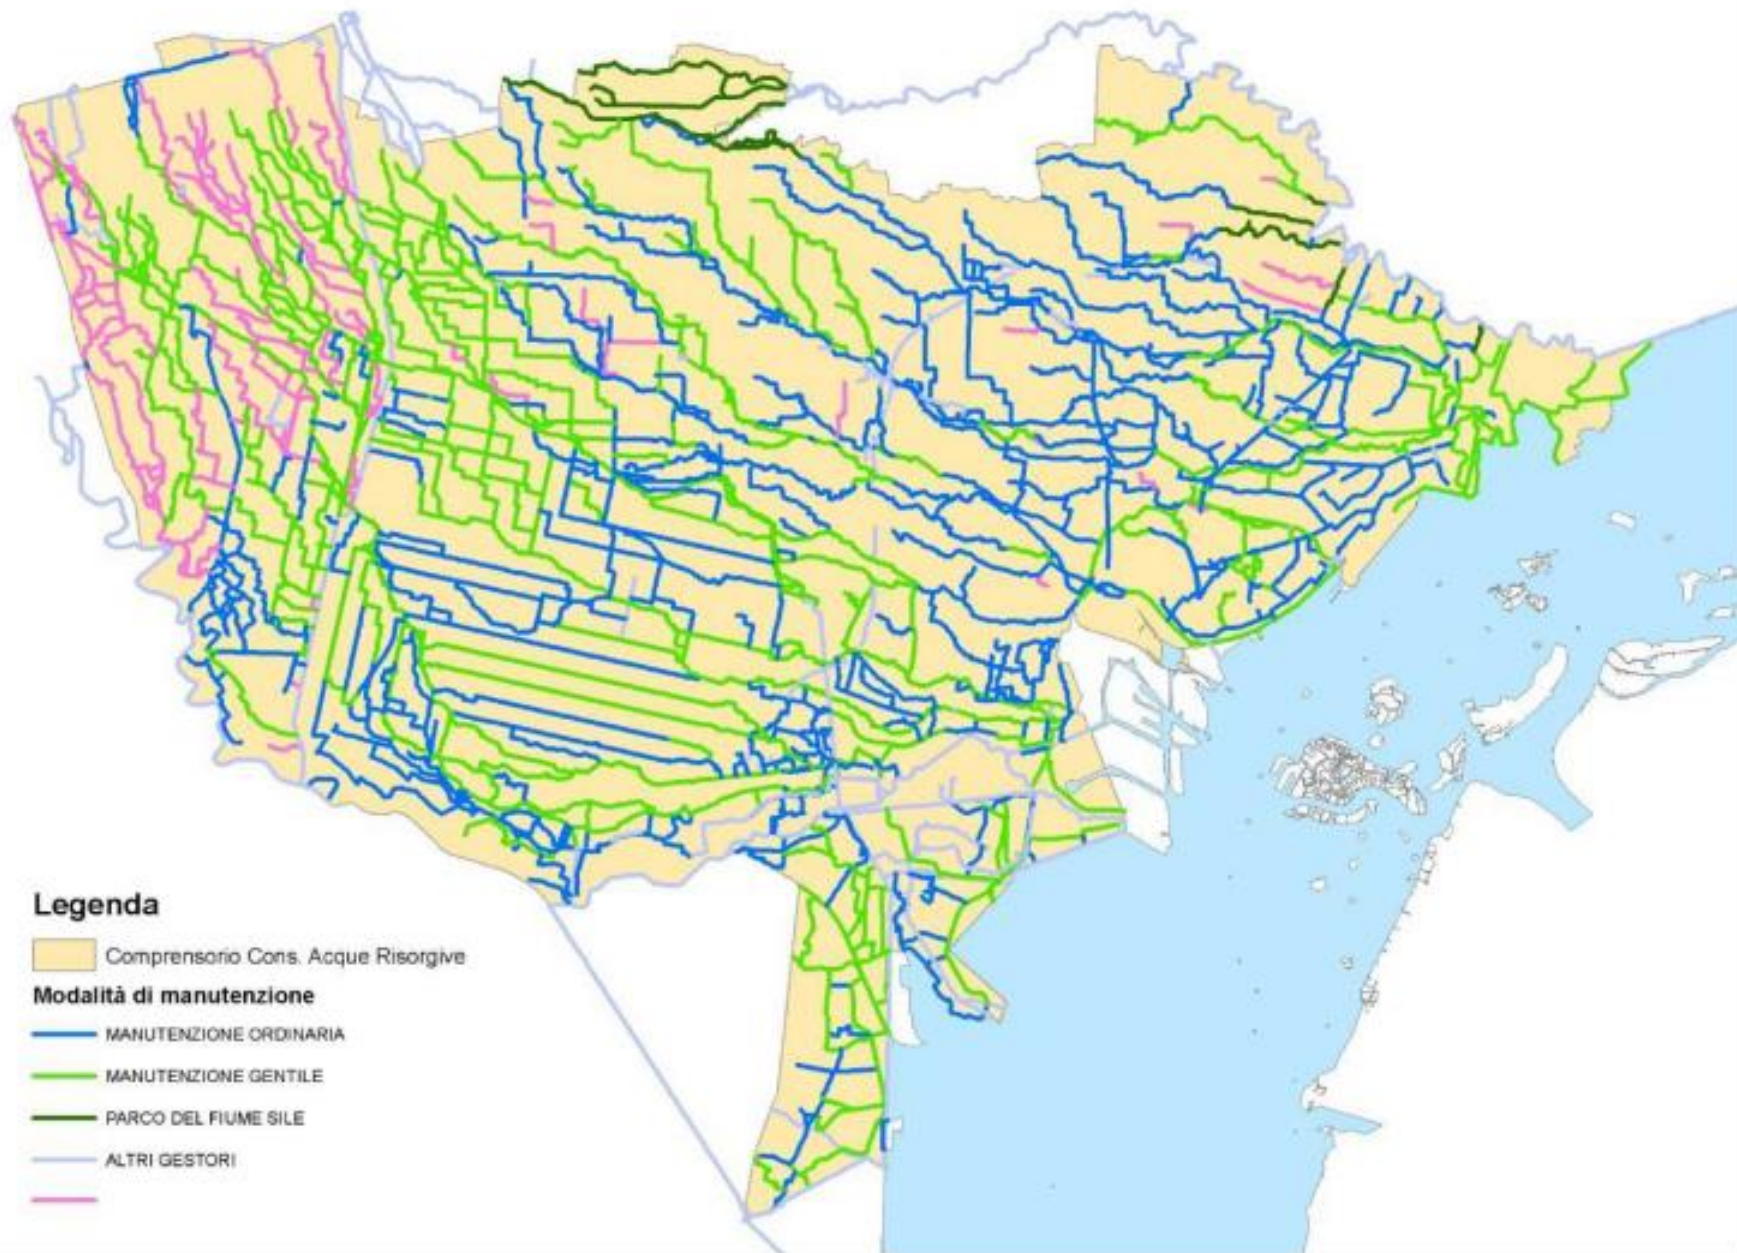 Legenda
Comprensorio Cons. Acque Risorgive
Modalità di manutenzione
MANUTENZIONE ORDINARIA
MANUTENZIONE GENTILE
PARCO DEL FIUME SILE
ALTRI GESTORI